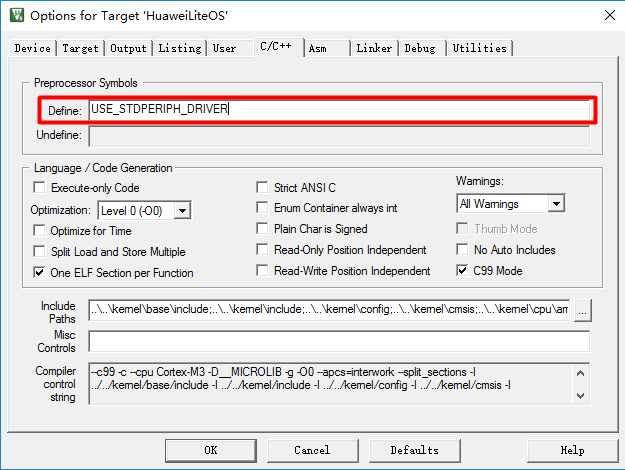 Options for Target 'HuaweiLiteOS'
Device Target Output Listing User C/C++ Asm Linker Debug Utilities
Preprocessor Symbols
Define: USE_STDPERIPH_DRIVER
Undefine:
Language / Code Generation
Execute-only Code
Optimization: Level 0 (-O0)
Optimize for Time
Split Load and Store Multiple
One ELF Section per Function
Strict ANSI C
Enum Container always int
Plain Char is Signed
Read-Only Position Independent
Read-Write Position Independent
Warnings:
All Warnings
Thumb Mode
No Auto Includes
C99 Mode
Include
Paths
..\..\kernel\base\include;..\..\kernel\include;..\..\kernel\config;..\..\kernel\cmsis;..\..\kernel\cpu\arm
...
Misc
Controls
Compiler
control
string
--c99 -c --cpu Cortex-M3 -D__MICROLIB -g -O0 --apcs=interwork --split_sections -I
../../kernel/base/include -I ../../kernel/include -I ../../kernel/config -I ../../kernel/cmsis -I
OK Cancel Defaults Help